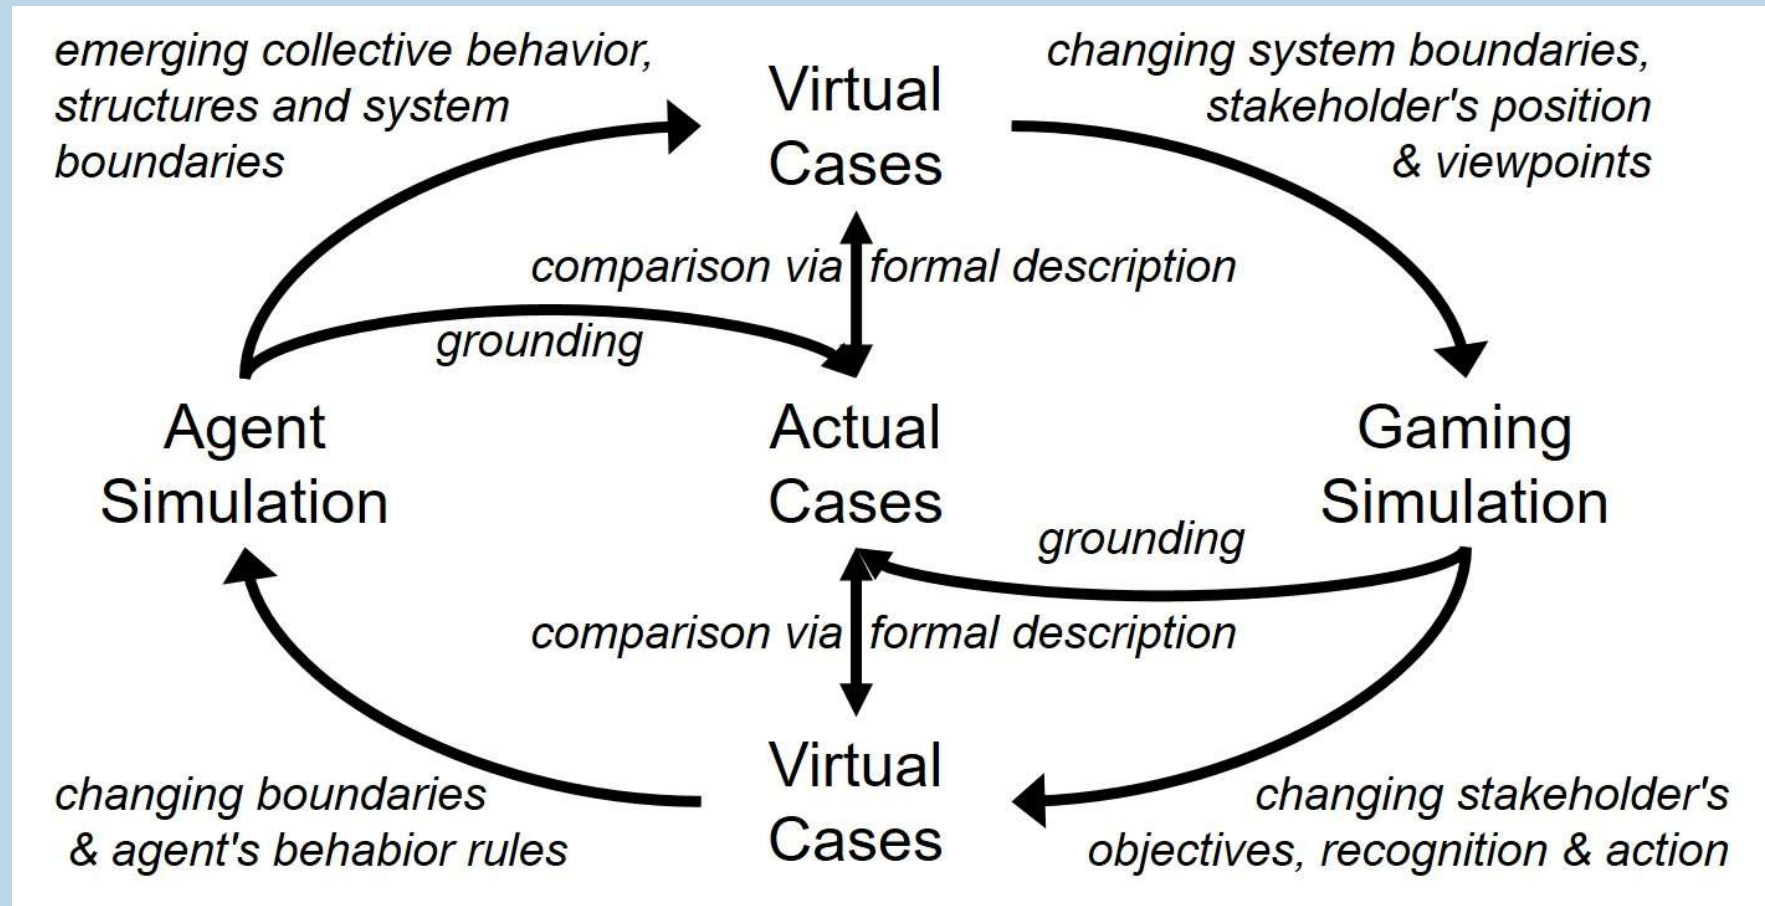 emerging collective behavior,
structures and system
boundaries
Virtual
Cases
changing system boundaries,
stakeholder's position
& viewpoints
comparison via formal description
grounding
Agent
Simulation
Actual
Cases
Gaming
Simulation
grounding
comparison via formal description
changing boundaries
& agent's behabior rules
Virtual
Cases
changing stakeholder's
objectives, recognition & action